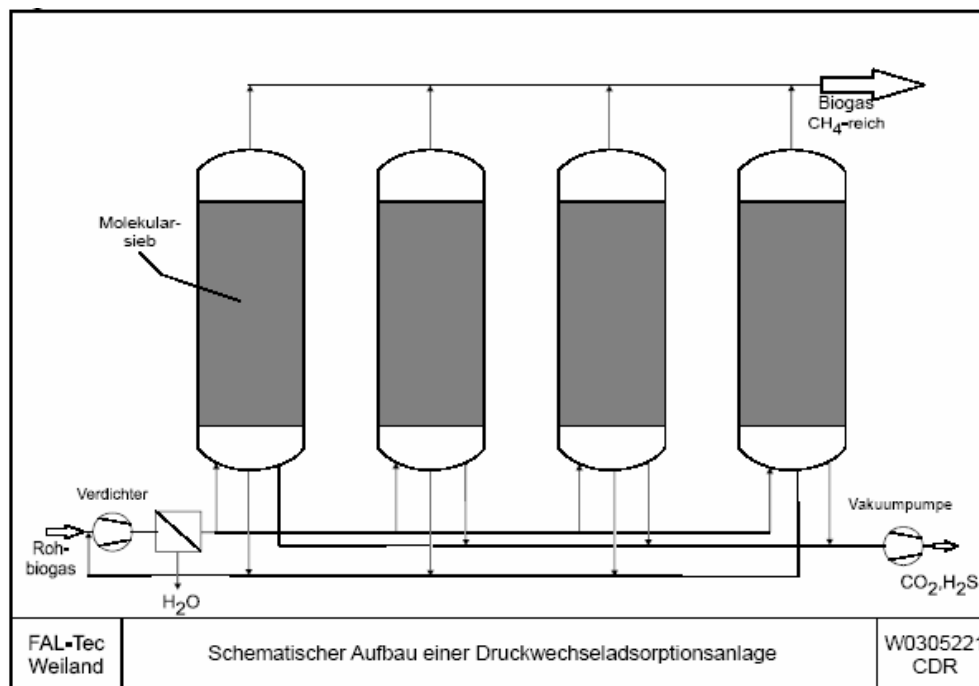 Biogas
CH₄-reich
Molekular-
sieb
Verdichter
Vakuumpumpe
Roh-
biogas
H₂O
CO₂,H₂S
FAL-Tec
Weiland
Schematischer Aufbau einer Druckwechseladsorptionsanlage
W0305221
CDR